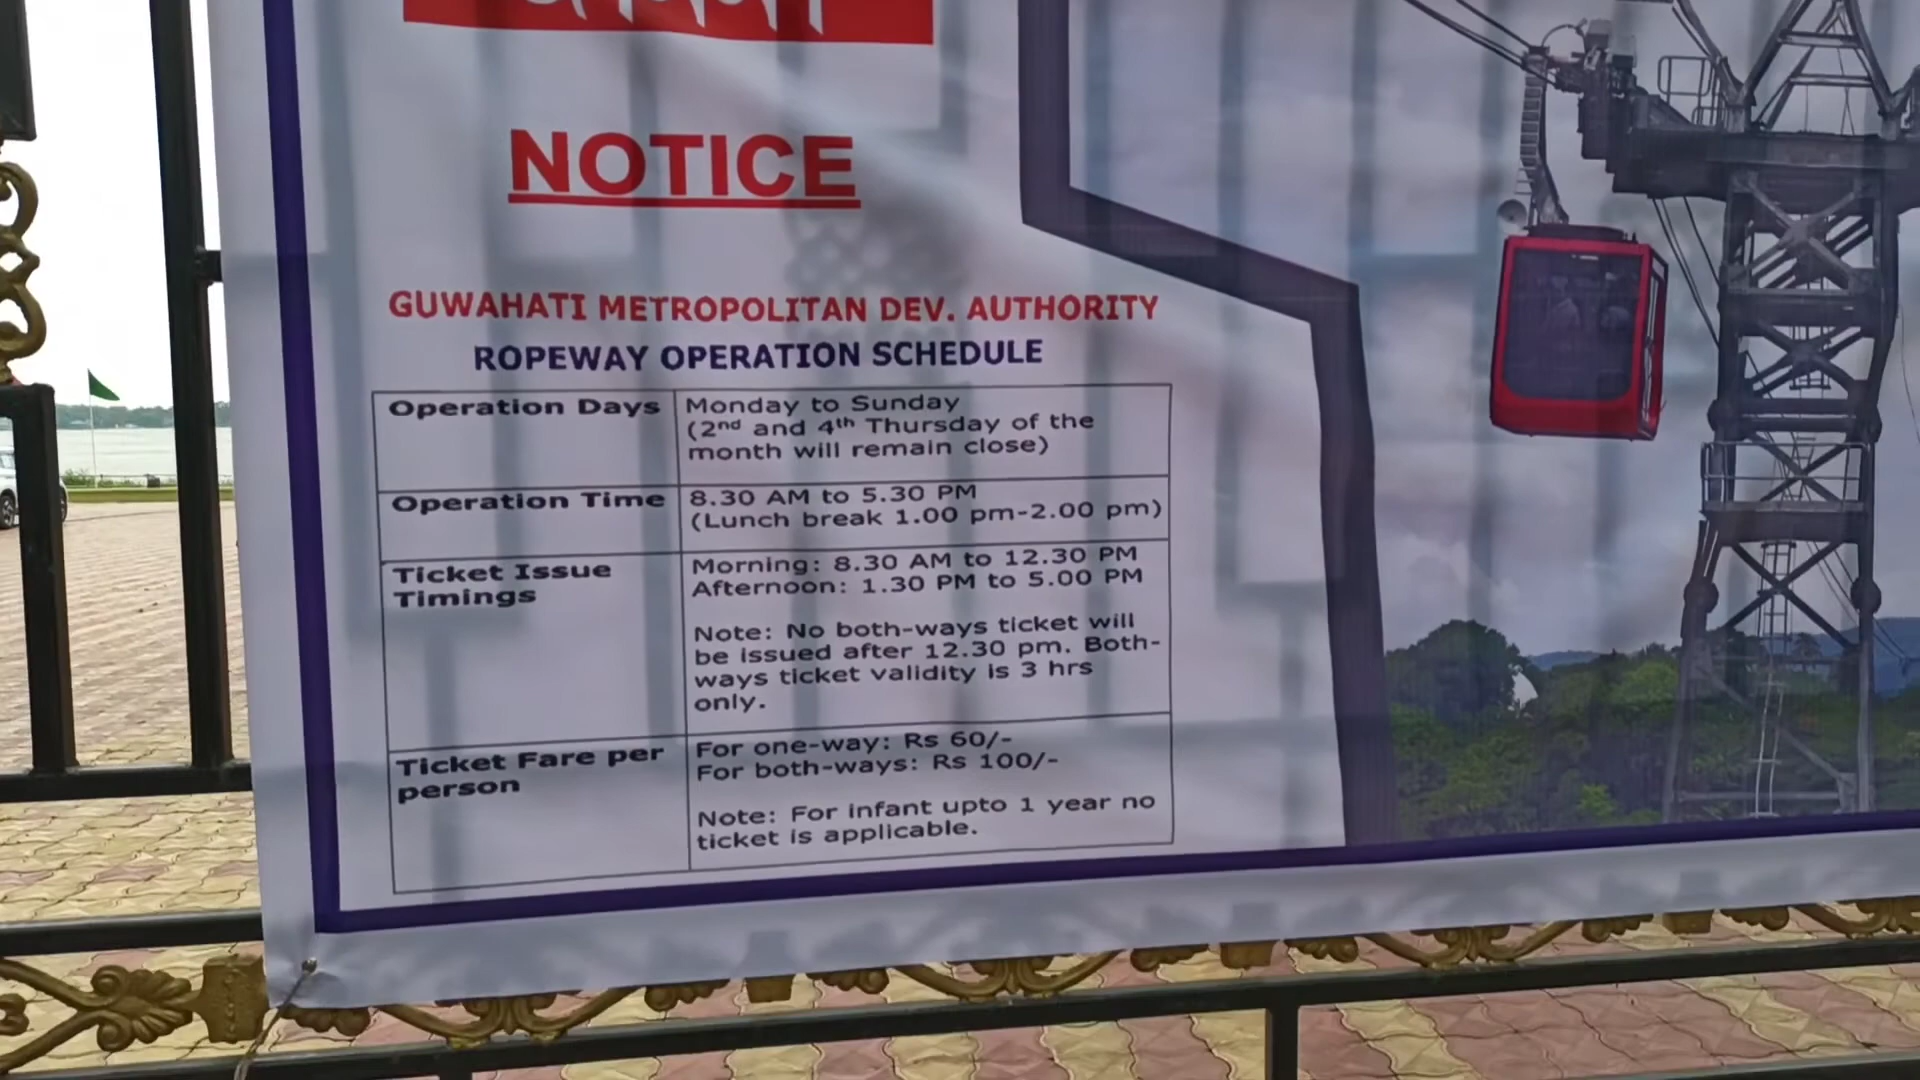 NOTICE
GUWAHATI METROPOLITAN DEV. AUTHORITY
ROPEWAY OPERATION SCHEDULE
Operation Days
Monday to Sunday
(2nd and 4th Thursday of the
month will remain close)
Operation Time
8.30 AM to 5.30 PM
(Lunch break 1.00 pm-2.00 pm)
Ticket Issue
Timings
Morning: 8.30 AM to 12.30 PM
Afternoon: 1.30 PM to 5.00 PM
Note: No both-ways ticket will
be issued after 12.30 pm. Both-
ways ticket validity is 3 hrs
only.
Ticket Fare per
person
For one-way: Rs 60/-
For both-ways: Rs 100/-
Note: For infant upto 1 year no
ticket is applicable.